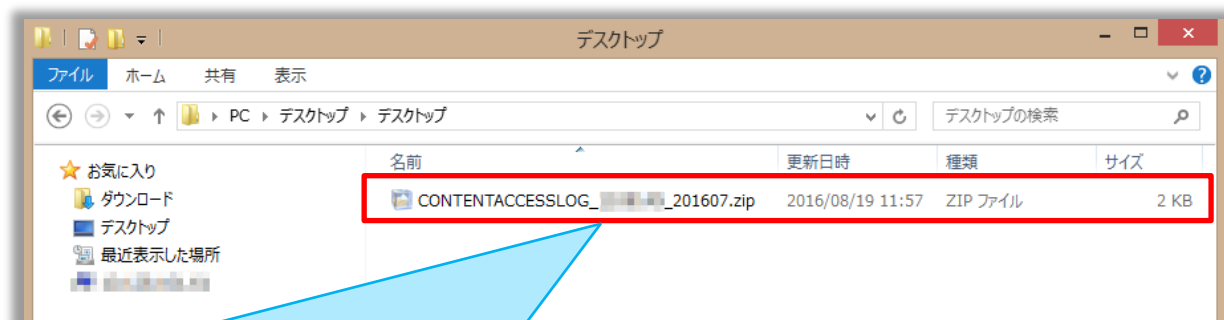 デスクトップ
ファイル ホーム 共有 表示
PC デスクトップ デスクトップ デスクトップの検索
お気に入り 名前 更新日時 種類 サイズ
ダウンロード CONTENTACCESSLOG_ _201607.zip 2016/08/19 11:57 ZIP ファイル 2 KB
デスクトップ
最近表示した場所